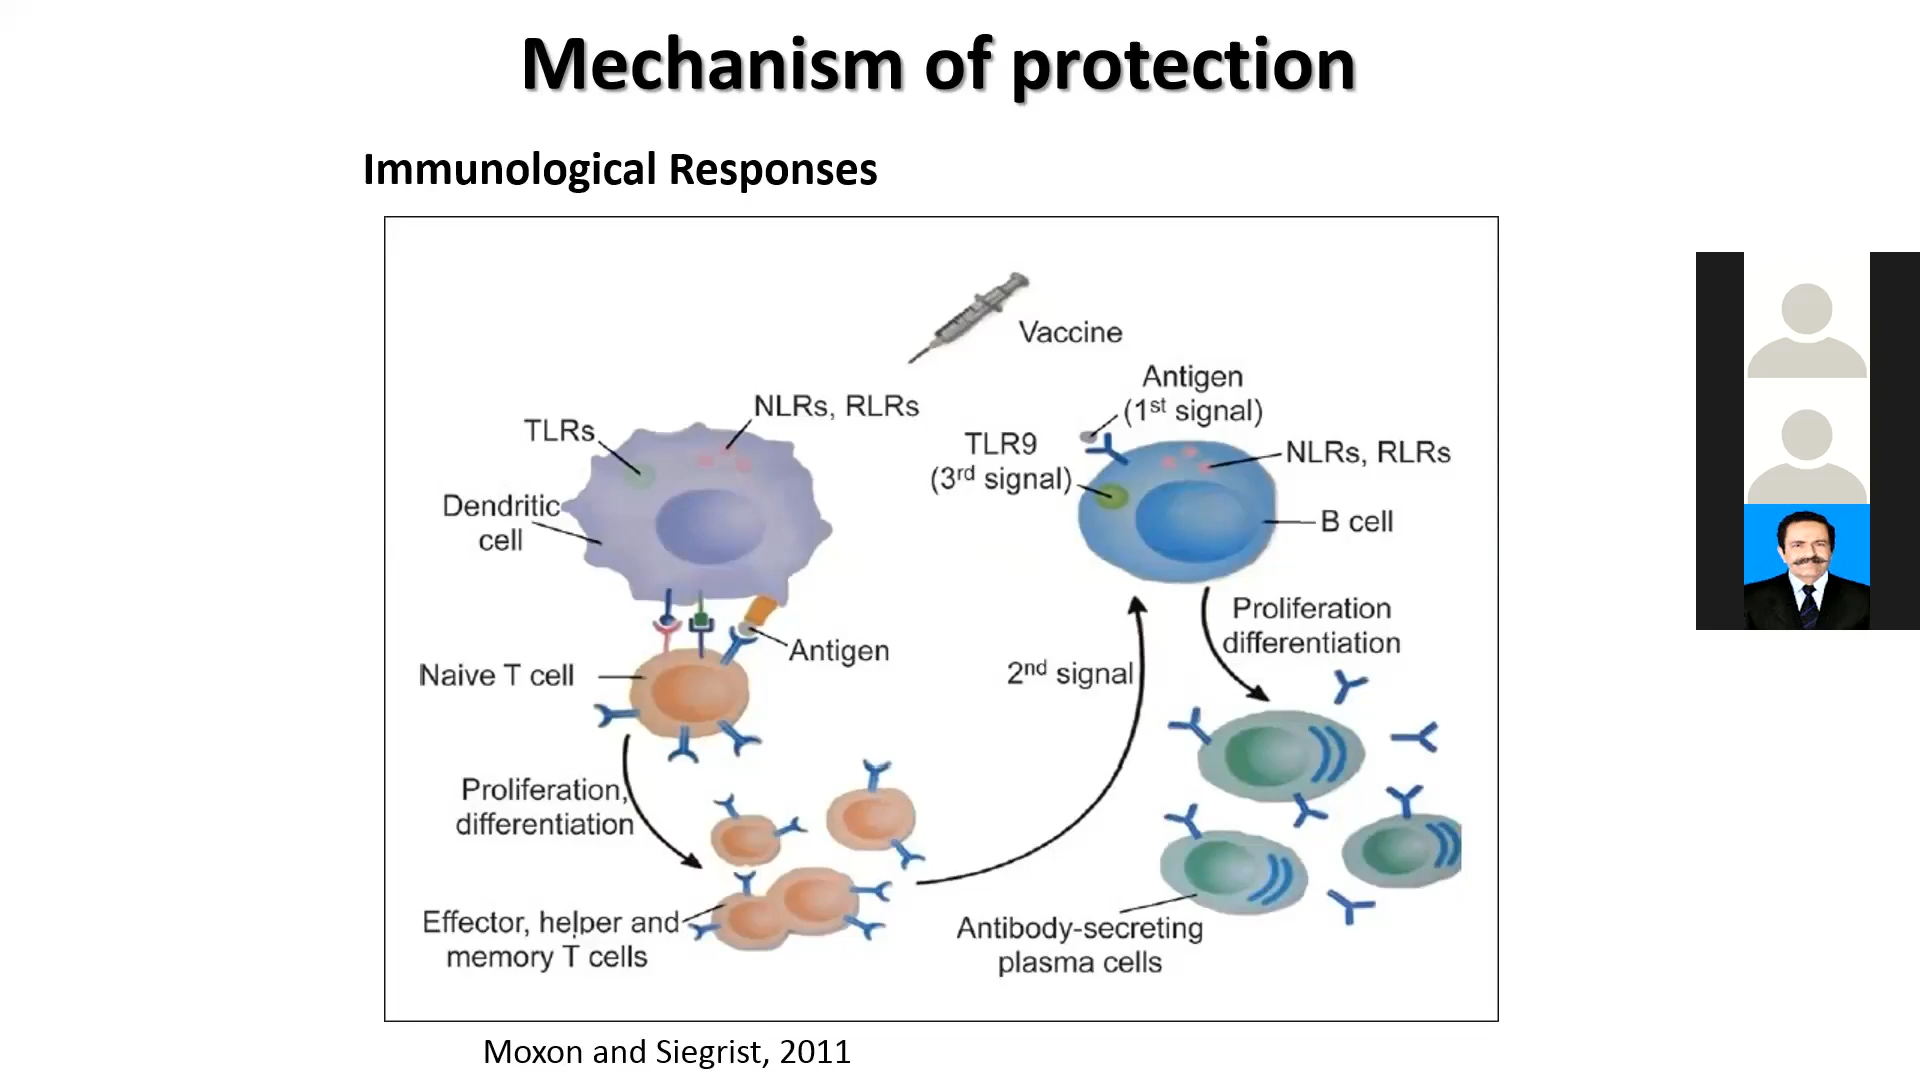 Mechanism of protection
Immunological Responses
Vaccine
Antigen
(1st signal)
NLRs, RLRs
TLRs
TLR9
(3rd signal)
NLRs, RLRs
Dendritic
cell
B cell
Proliferation
differentiation
Antigen
Naive T cell
2nd signal
Proliferation,
differentiation
Effector, helper and
memory T cells
Antibody-secreting
plasma cells
Moxon and Siegrist, 2011